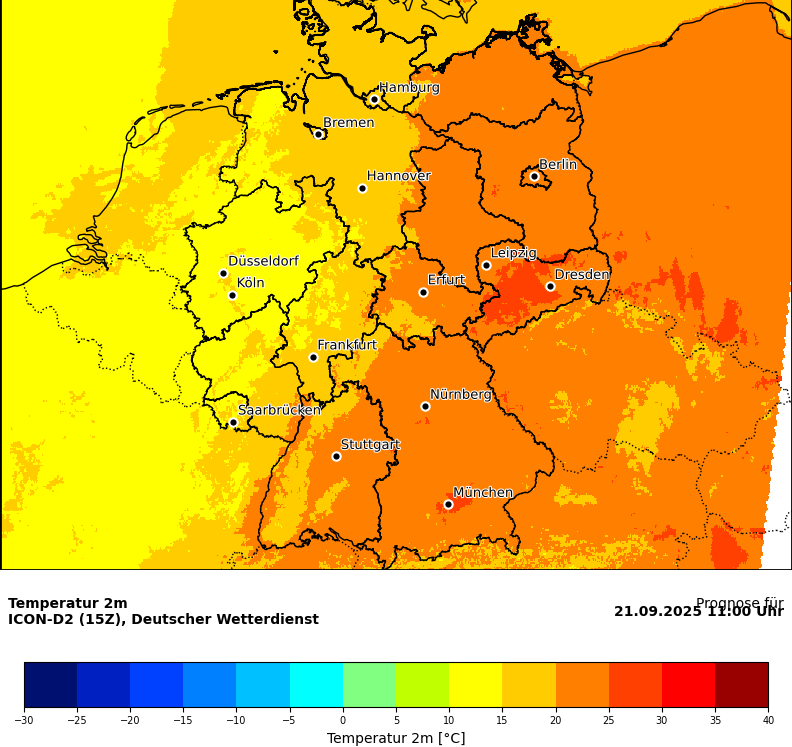 Hamburg
Bremen
Berlin
Hannover
Leipzig
Düsseldorf
Dresden
Köln
Erfurt
Frankfurt
Nürnberg
Saarbrücken
Stuttgart
München
Temperatur 2m
Prognose für
ICON-D2 (15Z), Deutscher Wetterdienst
21.09.2025 11:00 Uhr
−30 −25 −20 −15 −10 −5 0 5 10 15 20 25 30 35 40
Temperatur 2m [°C]